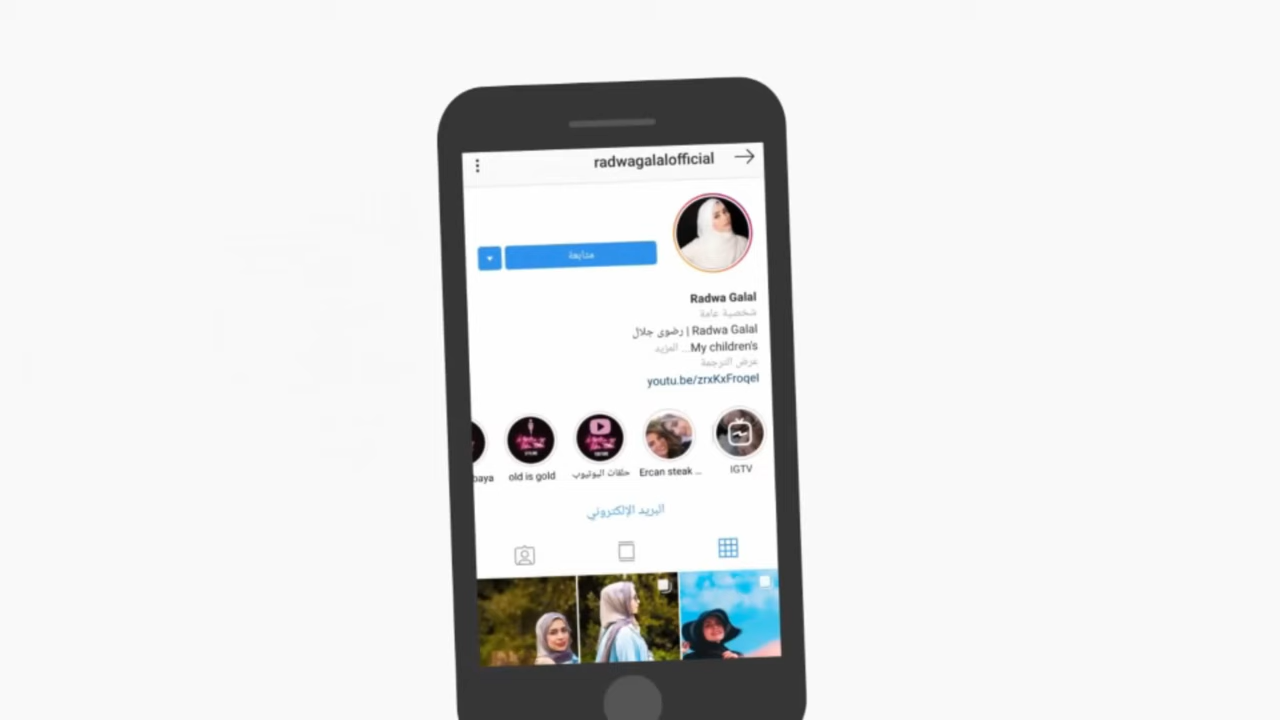 radwagalalofficial
متابعة
Radwa Galal
شخصية عامة
Radwa Galal | رضوى جلال
My children's... المزيد
عرض الترجمة
youtu.be/zrxKxFroqeI
IGTV
Ercan steak ...
حلقات اليوتيوب
old is gold
baya
البريد الإلكتروني